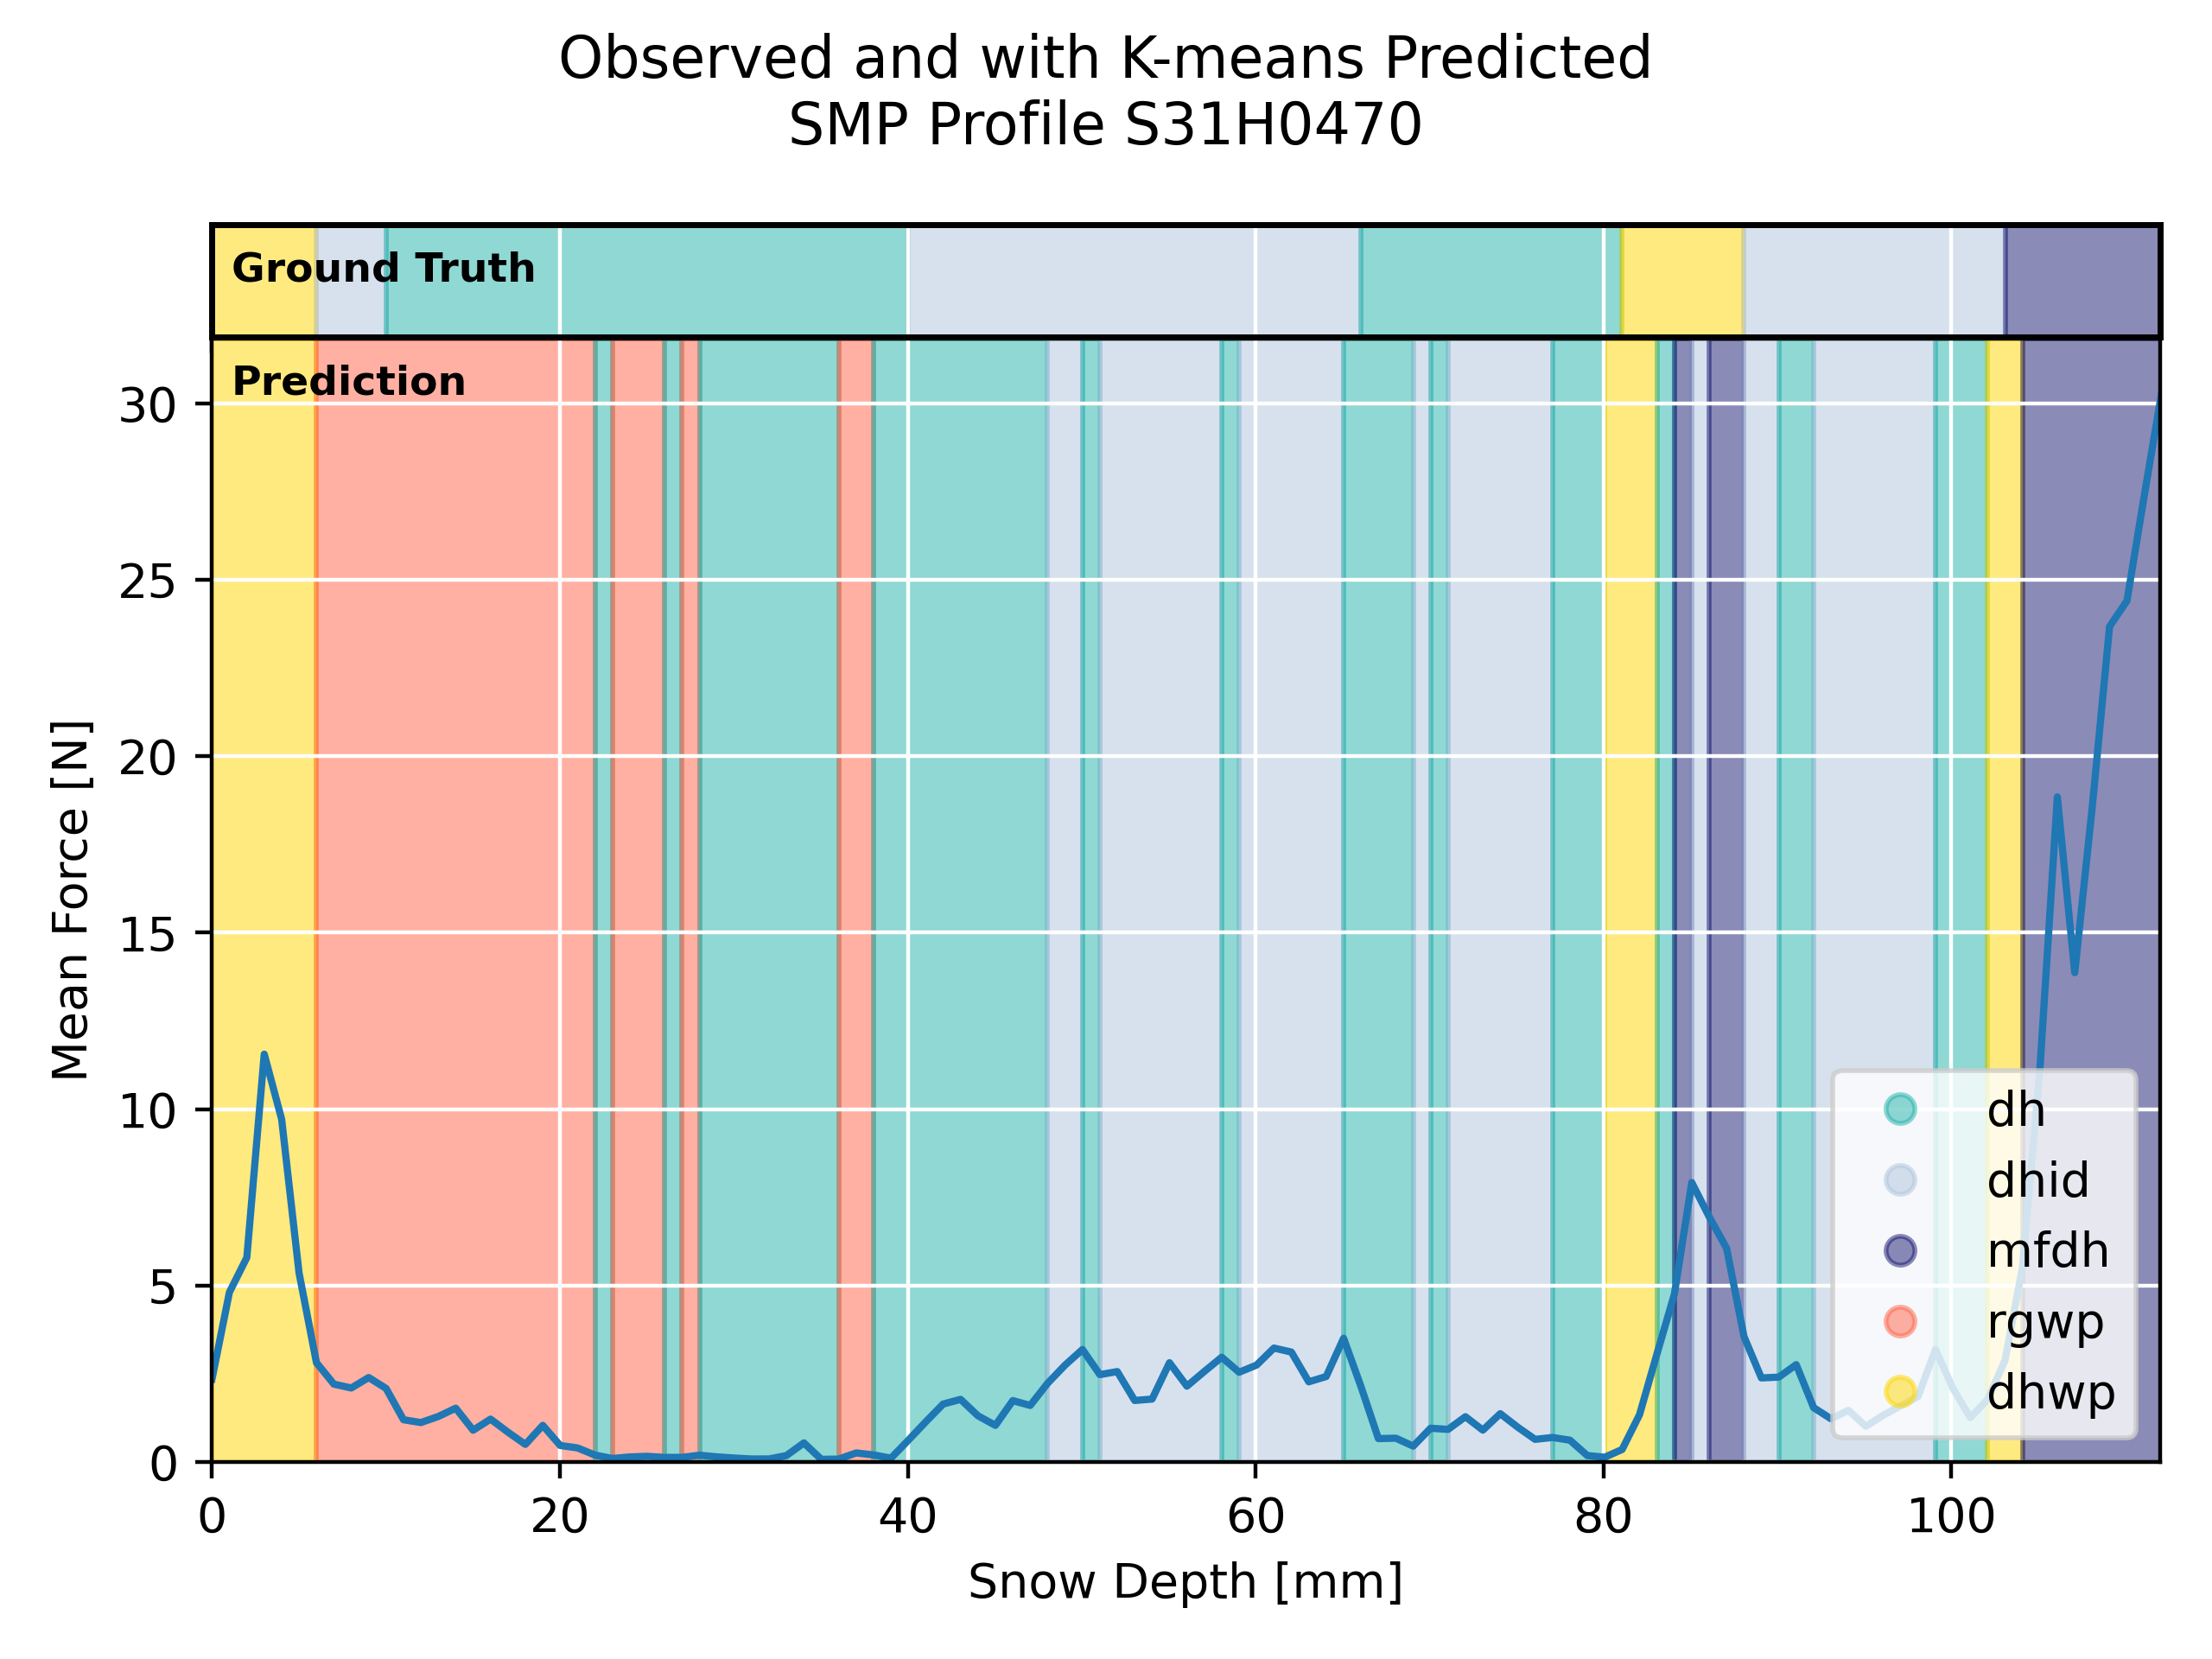 Observed and with K-means Predicted
SMP Profile S31H0470
Ground Truth
Prediction
30
25
20
15
10
5
0
Mean Force [N]
dh
dhid
mfdh
rgwp
dhwp
0 20 40 60 80 100
Snow Depth [mm]